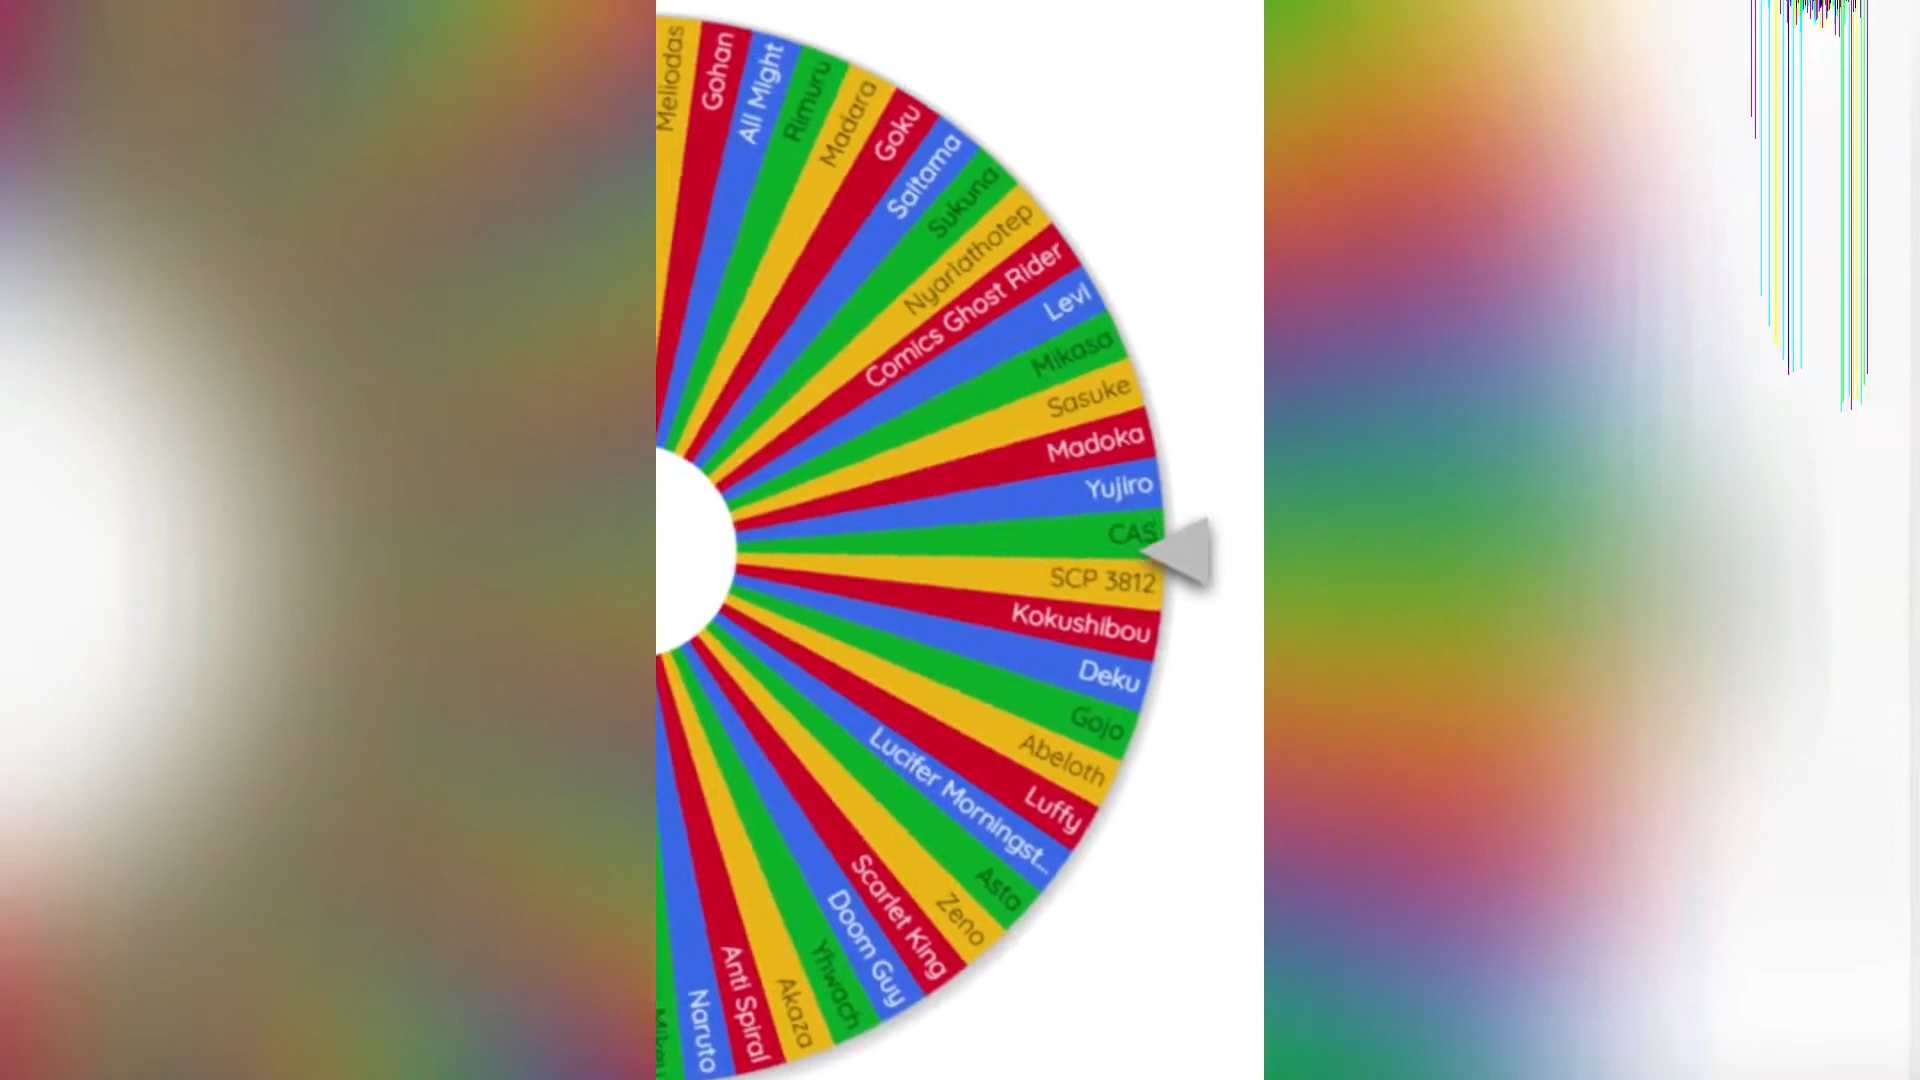 Meliodas
Gohan
All Might
Rimuru
Madara
Goku
Saitama
Sukuna
Nyarlathotep
Comics Ghost Rider
Levi
Mikasa
Sasuke
Madoka
Yujiro
CAS
SCP 3812
Kokushibou
Deku
Gojo
Abeloth
Luffy
Lucifer Morningst...
Asta
Zeno
Scarlet King
Doom Guy
Yhwach
Akaza
Anti Spiral
Naruto